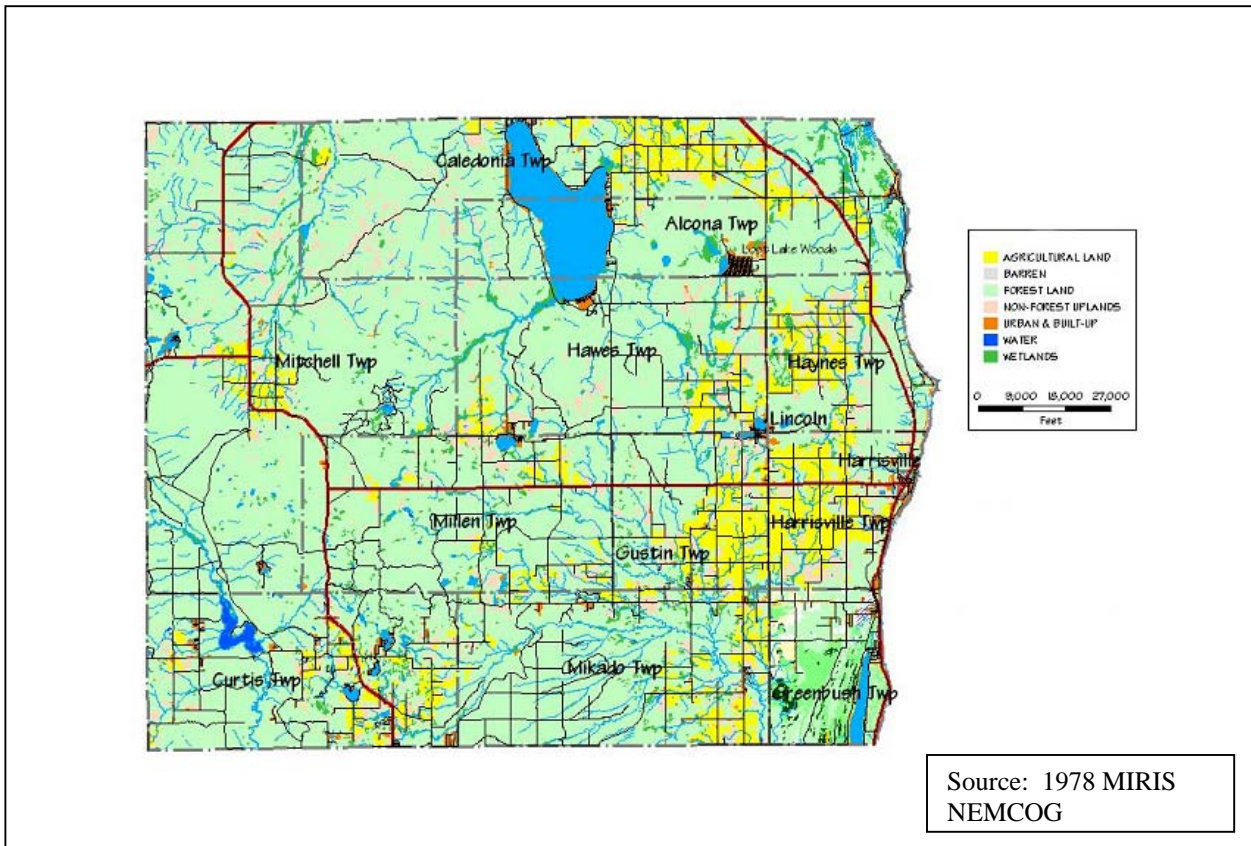 Caledonia Twp
Alcona Twp
Lost Lake Woods
AGRICULTURAL LAND
BARREN
FOREST LAND
NON-FOREST UPLANDS
URBAN & BUILT-UP
WATER
WETLANDS
0 9,000 18,000 27,000
Feet
Mitchell Twp
Hawes Twp
Haynes Twp
Lincoln
Harrisville
Millen Twp
Harrisville Twp
Gustin Twp
Curtis Twp
Mikado Twp
Greenbush Twp
Source: 1978 MIRIS
NEMCOG